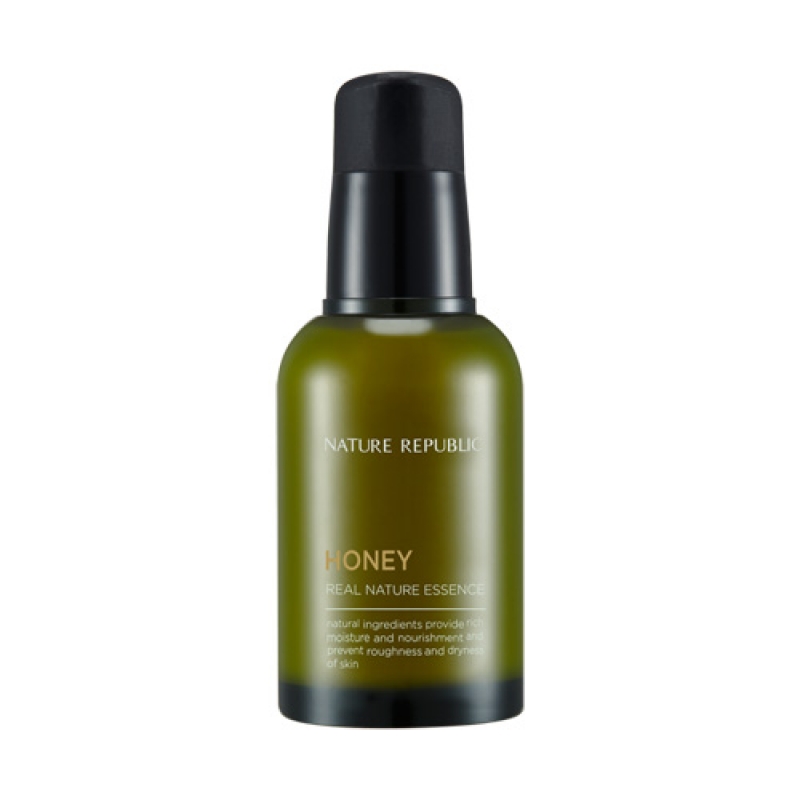 NATURE REPUBLIC
HONEY
REAL NATURE ESSENCE
natural ingredients provide rich
moisture and nourishment and
prevent roughness and dryness
of skin